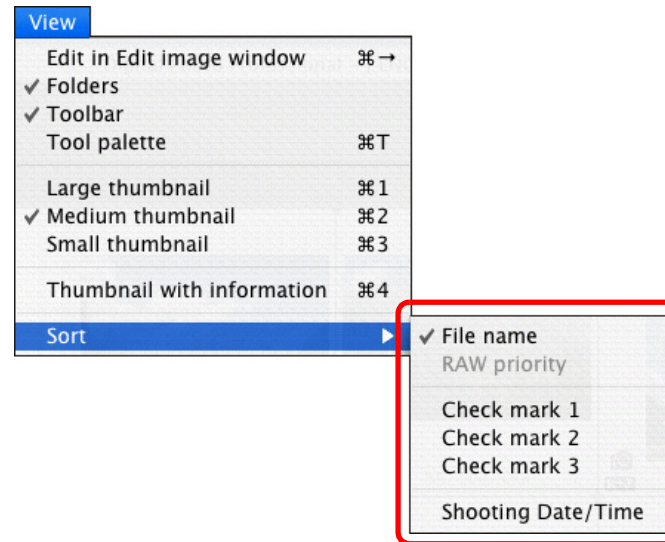 View
Edit in Edit image window ⌘→
✓ Folders
✓ Toolbar
Tool palette ⌘T
Large thumbnail ⌘1
✓ Medium thumbnail ⌘2
Small thumbnail ⌘3
Thumbnail with information ⌘4
Sort ▶
✓ File name
RAW priority
Check mark 1
Check mark 2
Check mark 3
Shooting Date/Time